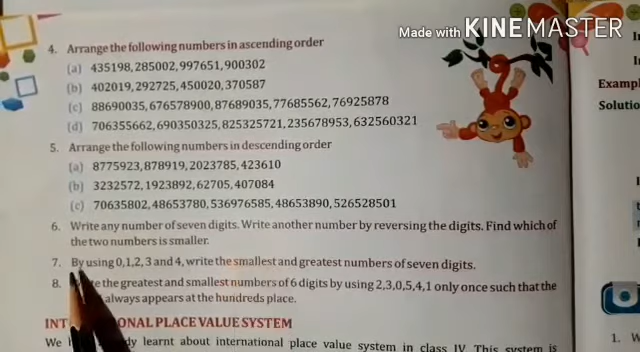 Made with KINEMASTER
4. Arrange the following numbers in ascending order
(a) 435198, 285002, 997651, 900302
(b) 402019, 292725, 450020, 370587
(c) 88690035, 676578900, 87689035, 77685562, 76925878
(d) 706355662, 690350325, 825325721, 235678953, 632560321
5. Arrange the following numbers in descending order
(a) 8775923, 878919, 2023785, 423610
(b) 3232572, 1923892, 62705, 407084
(c) 70635802, 48653780, 536976585, 48653890, 526528501
6. Write any number of seven digits. Write another number by reversing the digits. Find which of
the two numbers is smaller.
7. By using 0,1,2, 3 and 4, write the smallest and greatest numbers of seven digits.
8. the greatest and smallest numbers of 6 digits by using 2,3,0,5,4,1 only once such that the
always appears at the hundreds place.
INT ONAL PLACE VALUE SYSTEM
We learnt about international place value system in class IV. This system is
Examp
Solutio
1. W